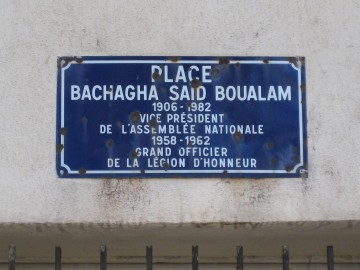 PLACE
BACHAGHA SAID BOUALAM
1906-1982
VICE PRÉSIDENT
DE L'ASSEMBLÉE NATIONALE
1958-1962
GRAND OFFICIER
DE LA LÉGION D'HONNEUR